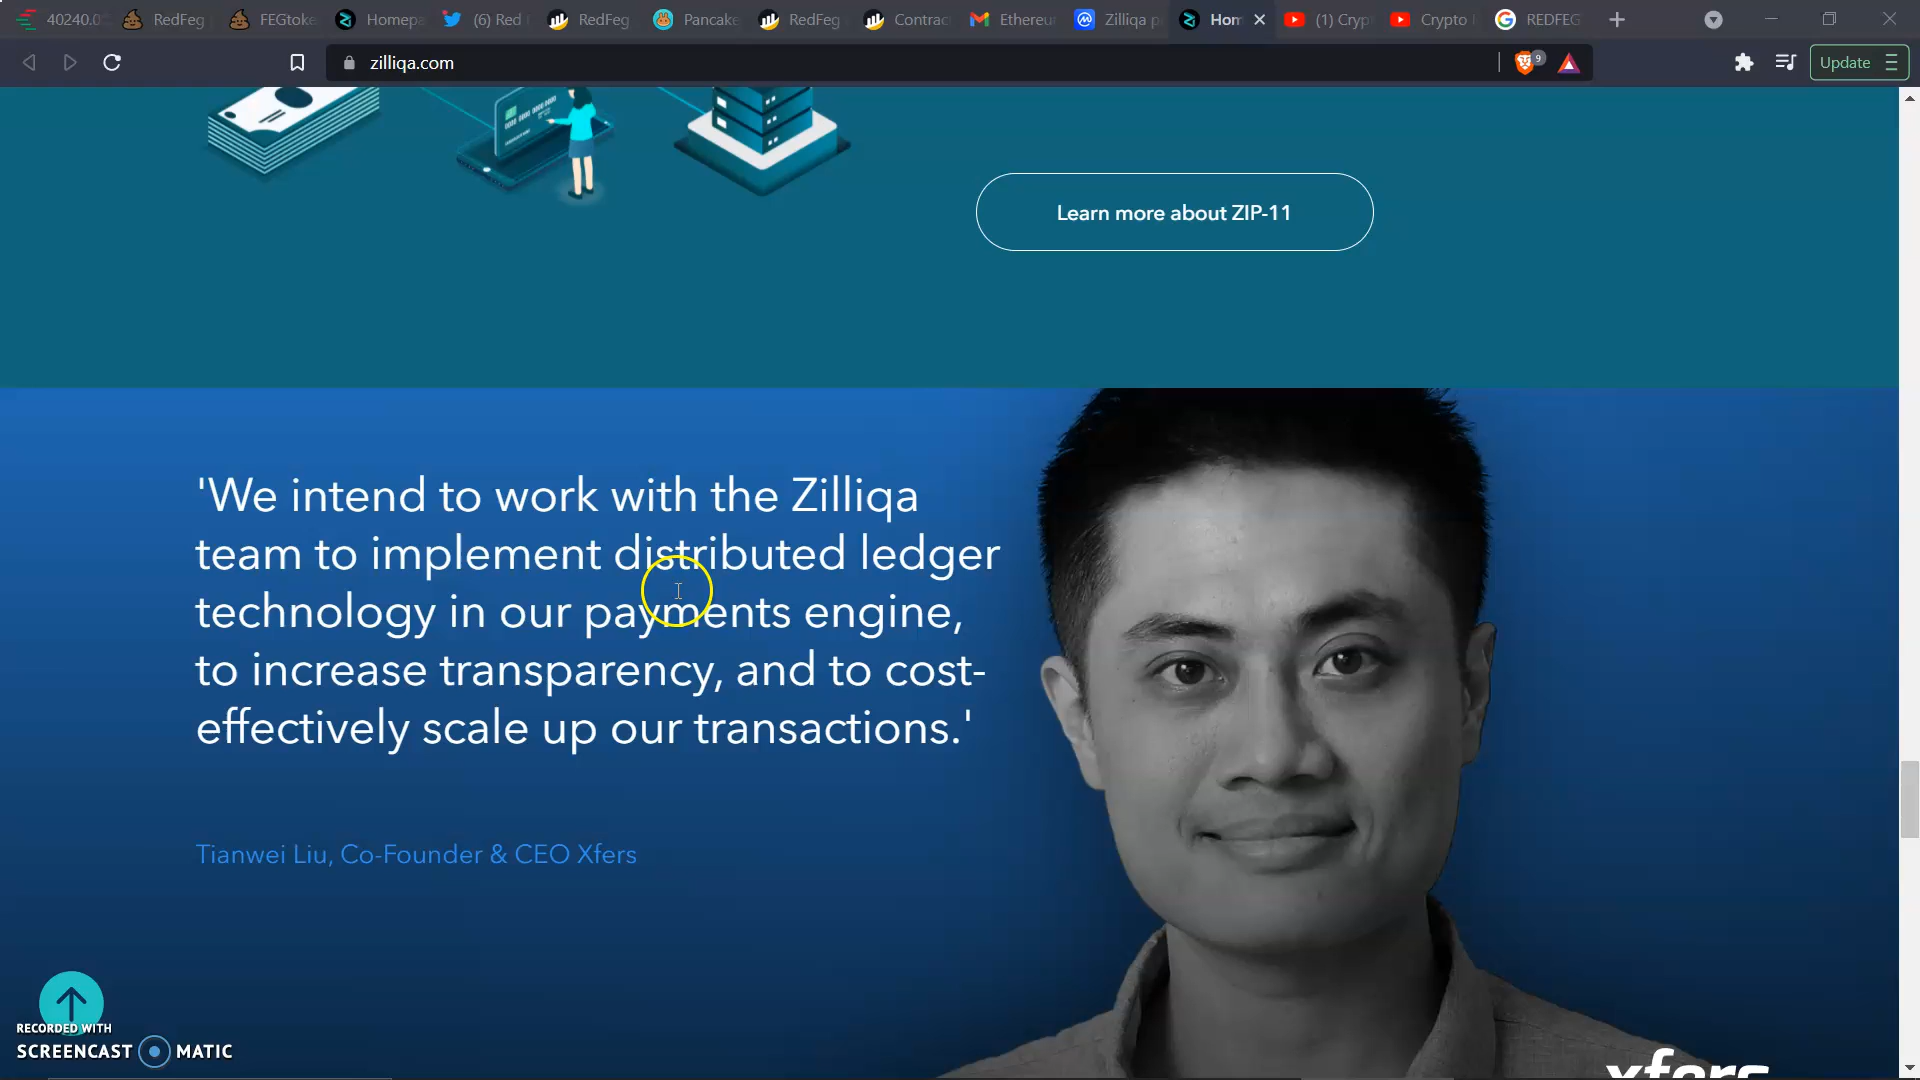 40240.0 RedFeg FEGtoke Homepa (6) Red RedFeg Pancake RedFeg Contrac Ethereu Zilliqa p Hom (1) Cryp Crypto REDFEG
zilliqa.com 9 Update
Learn more about ZIP-11
'We intend to work with the Zilliqa
team to implement distributed ledger
technology in our payments engine,
to increase transparency, and to cost-
effectively scale up our transactions.'
Tianwei Liu, Co-Founder & CEO Xfers
RECORDED WITH
SCREENCAST MATIC
xfers